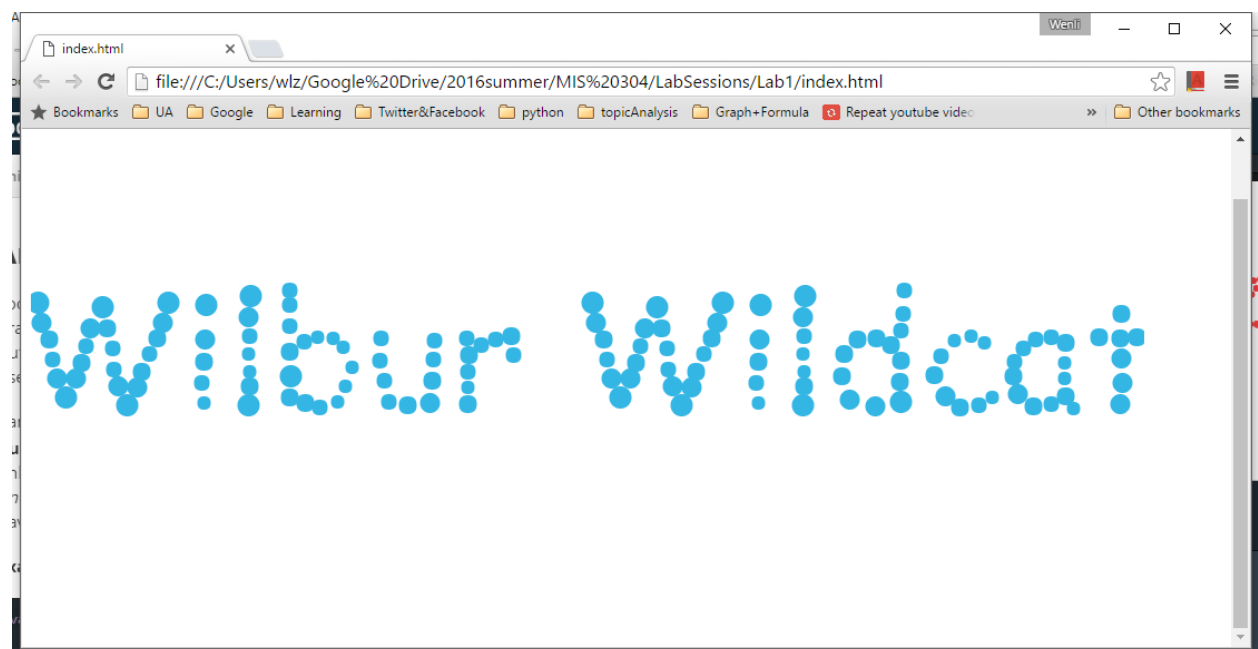 Wenli
index.html
file:///C:/Users/wlz/Google%20Drive/2016summer/MIS%20304/LabSessions/Lab1/index.html
Bookmarks UA Google Learning Twitter&Facebook python topicAnalysis Graph+Formula Repeat youtube video » Other bookmarks
Wilbur Wildcat